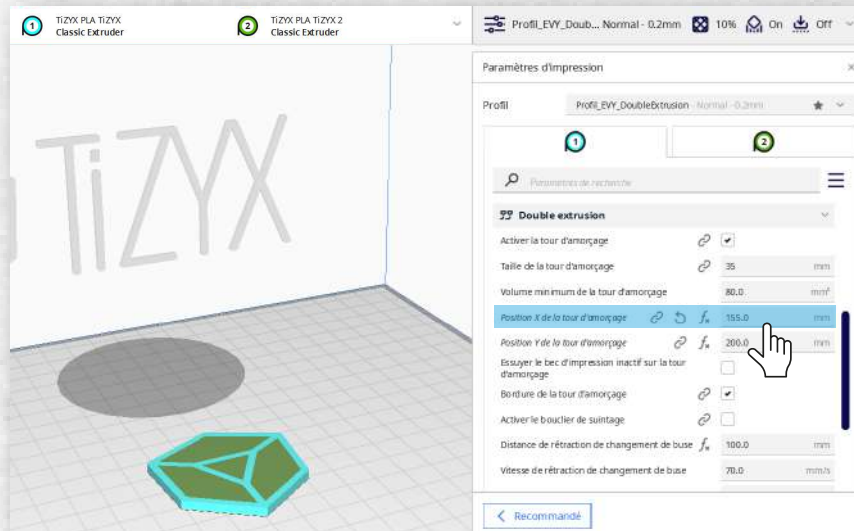 1 TiZYX PLA TiZYX
Classic Extruder
2 TiZYX PLA TiZYX 2
Classic Extruder
Profil_EVY_Doub... Normal - 0.2mm 10% On Off
TiZYX
Paramètres d'impression
Profil Profil_EVY_DoubleExtrusion - Normal - 0.2mm
1 2
Paramètres de recherche
Double extrusion
Activer la tour d'amorçage
Taille de la tour d'amorçage 35 mm
Volume minimum de la tour d'amorçage 80.0 mm³
Position X de la tour d'amorçage 155.0 mm
Position Y de la tour d'amorçage 200.0 mm
Essuyer le bec d'impression inactif sur la tour
d'amorçage
Bordure de la tour d'amorçage
Activer le bouclier de suintage
Distance de rétraction de changement de buse 100.0 mm
Vitesse de rétraction de changement de buse 70.0 mm/s
Recommandé